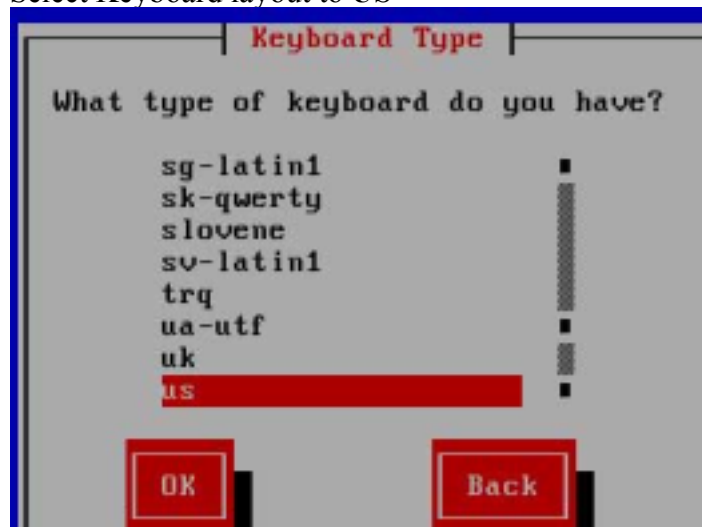 Select Keyboard layout to US
Keyboard Type
What type of keyboard do you have?
sg-latin1
sk-qwerty
slovene
sv-latin1
trq
ua-utf
uk
us
OK Back